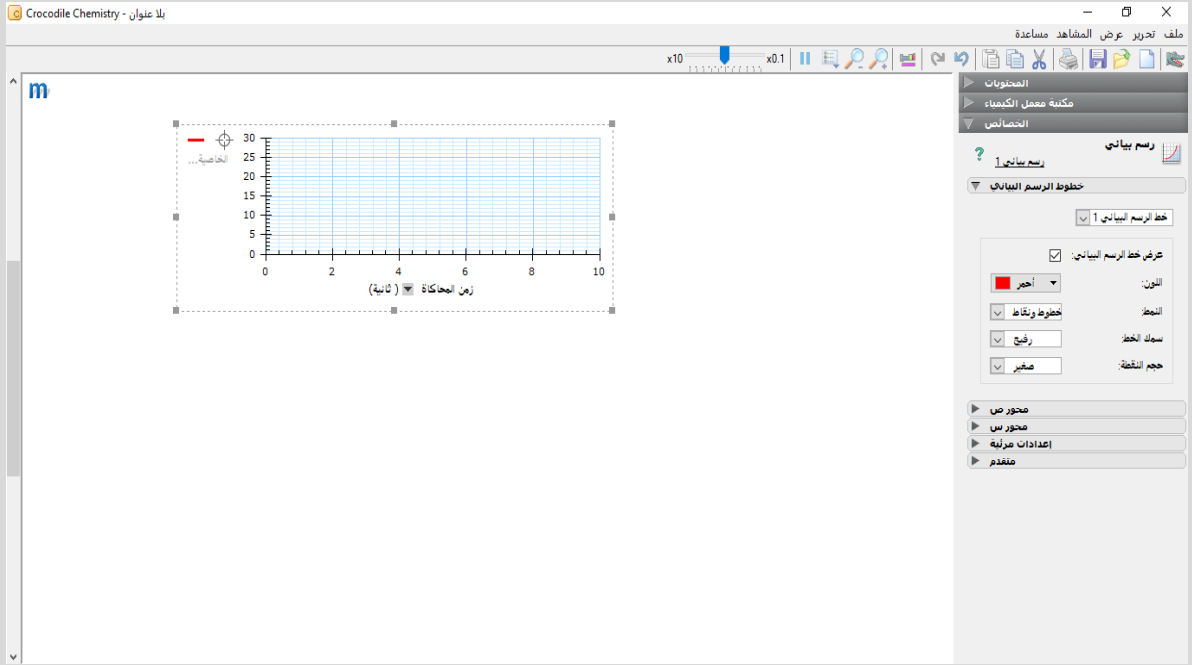 بلا عنوان - Crocodile Chemistry
ملف تحرير عرض المشاهد مساعدة
x10 x0.1
m
المحتويات
مكتبة معمل الكيمياء
الخصائص
رسم بياني
? رسم بياني1
خطوط الرسم البياني
خط الرسم البياني 1
عرض خط الرسم البياني:
اللون: أحمر
النمط: خطوط ونقاط
سمك الخط: رفيع
حجم النقطة: صغير
محور ص
محور س
إعدادات مرئية
متقدم
الخاصية...
30
25
20
15
10
5
0
0 2 4 6 8 10
زمن المحاكاة ( ثانية)